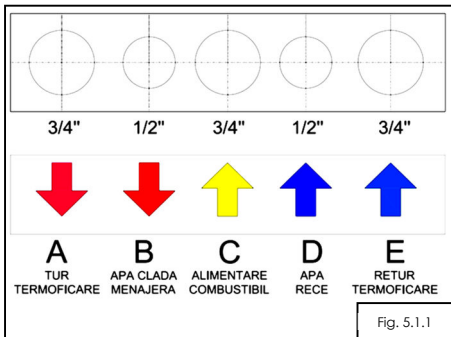 3/4" 1/2" 3/4" 1/2" 3/4"
A B C D E
TUR TERMOFICARE
APA CLADA MENAJERA
ALIMENTARE COMBUSTIBIL
APA RECE
RETUR TERMOFICARE
Fig. 5.1.1